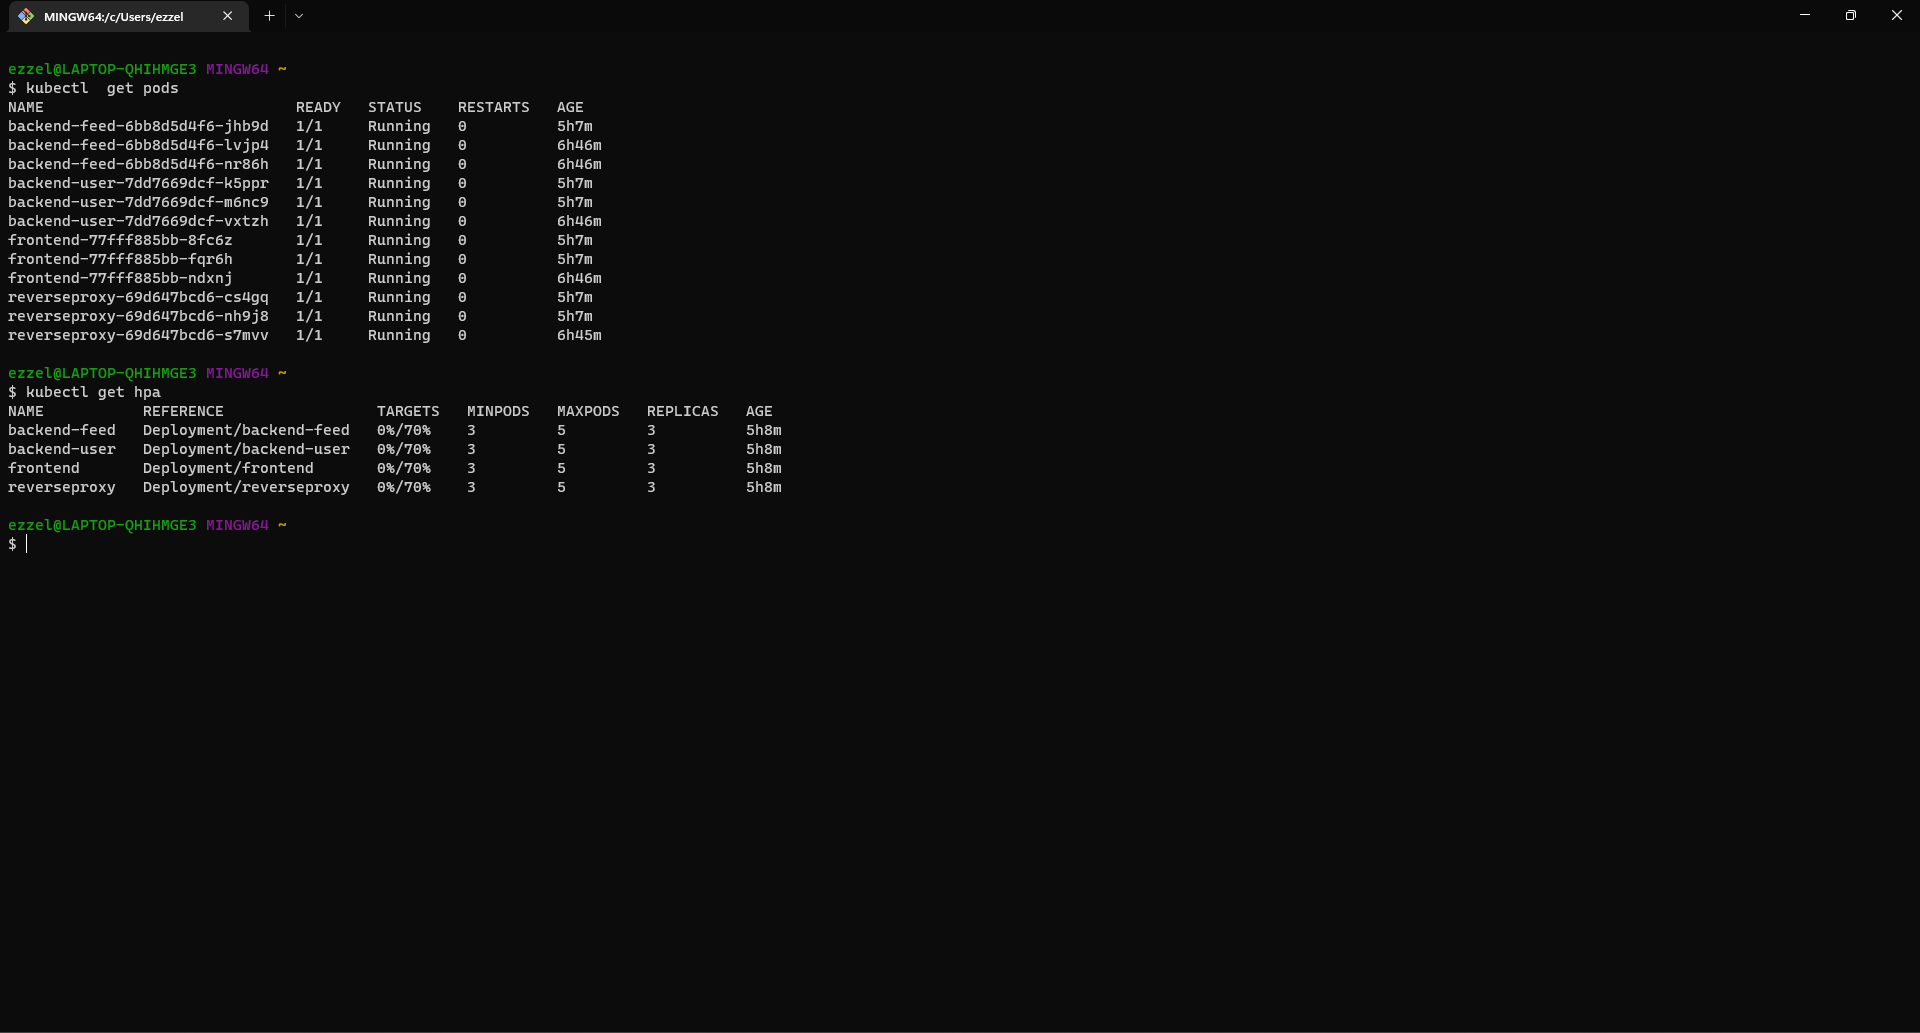 MINGW64:/c/Users/ezzel
ezzel@LAPTOP-QHIHMGE3 MINGW64 ~
$ kubectl  get pods
NAME                            READY   STATUS    RESTARTS   AGE
backend-feed-6bb8d5d4f6-jhb9d   1/1     Running   0          5h7m
backend-feed-6bb8d5d4f6-lvjp4   1/1     Running   0          6h46m
backend-feed-6bb8d5d4f6-nr86h   1/1     Running   0          6h46m
backend-user-7dd7669dcf-k5ppr   1/1     Running   0          5h7m
backend-user-7dd7669dcf-m6nc9   1/1     Running   0          5h7m
backend-user-7dd7669dcf-vxtzh   1/1     Running   0          6h46m
frontend-77fff885bb-8fc6z       1/1     Running   0          5h7m
frontend-77fff885bb-fqr6h       1/1     Running   0          5h7m
frontend-77fff885bb-ndxnj       1/1     Running   0          6h46m
reverseproxy-69d647bcd6-cs4gq   1/1     Running   0          5h7m
reverseproxy-69d647bcd6-nh9j8   1/1     Running   0          5h7m
reverseproxy-69d647bcd6-s7mvv   1/1     Running   0          6h45m
ezzel@LAPTOP-QHIHMGE3 MINGW64 ~
$ kubectl get hpa
NAME           REFERENCE                 TARGETS   MINPODS   MAXPODS   REPLICAS   AGE
backend-feed   Deployment/backend-feed   0%/70%    3         5         3          5h8m
backend-user   Deployment/backend-user   0%/70%    3         5         3          5h8m
frontend       Deployment/frontend       0%/70%    3         5         3          5h8m
reverseproxy   Deployment/reverseproxy   0%/70%    3         5         3          5h8m
ezzel@LAPTOP-QHIHMGE3 MINGW64 ~
$